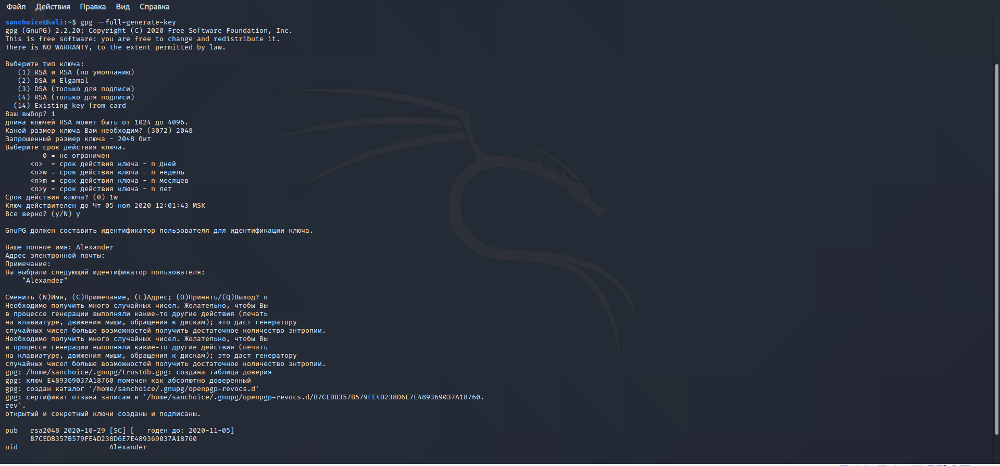 Файл Действия Правка Вид Справка
sanchoice@kali:~$ gpg --full-generate-key
gpg (GnuPG) 2.2.20; Copyright (C) 2020 Free Software Foundation, Inc.
This is free software: you are free to change and redistribute it.
There is NO WARRANTY, to the extent permitted by law.
Выберите тип ключа:
(1) RSA и RSA (по умолчанию)
(2) DSA и Elgamal
(3) DSA (только для подписи)
(4) RSA (только для подписи)
(14) Existing key from card
Ваш выбор? 1
длина ключей RSA может быть от 1024 до 4096.
Какой размер ключа Вам необходим? (3072) 2048
Запрошенный размер ключа - 2048 бит
Выберите срок действия ключа.
0 = не ограничен
<n>  = срок действия ключа - n дней
<n>w = срок действия ключа - n недель
<n>m = срок действия ключа - n месяцев
<n>y = срок действия ключа - n лет
Срок действия ключа? (0) 1w
Ключ действителен до Чт 05 ноя 2020 12:01:43 MSK
Все верно? (y/N) y
GnuPG должен составить идентификатор пользователя для идентификации ключа.
Ваше полное имя: Alexander
Адрес электронной почты:
Примечание:
Вы выбрали следующий идентификатор пользователя:
"Alexander"
Сменить (N)Имя, (C)Примечание, (E)Адрес; (O)Принять/(Q)Выход? o
Необходимо получить много случайных чисел. Желательно, чтобы Вы
в процессе генерации выполняли какие-то другие действия (печать
на клавиатуре, движения мыши, обращения к дискам); это даст генератору
случайных чисел больше возможностей получить достаточное количество энтропии.
Необходимо получить много случайных чисел. Желательно, чтобы Вы
в процессе генерации выполняли какие-то другие действия (печать
на клавиатуре, движения мыши, обращения к дискам); это даст генератору
случайных чисел больше возможностей получить достаточное количество энтропии.
gpg: /home/sanchoice/.gnupg/trustdb.gpg: создана таблица доверия
gpg: ключ E489369037A18760 помечен как абсолютно доверенный
gpg: создан каталог '/home/sanchoice/.gnupg/openpgp-revocs.d'
gpg: сертификат отзыва записан в '/home/sanchoice/.gnupg/openpgp-revocs.d/B7CEDB357B579FE4D238D6E7E489369037A18760.
rev'.
открытый и секретный ключи созданы и подписаны.
pub   rsa2048 2020-10-29 [SC] [   годен до: 2020-11-05]
B7CEDB357B579FE4D238D6E7E489369037A18760
uid                      Alexander